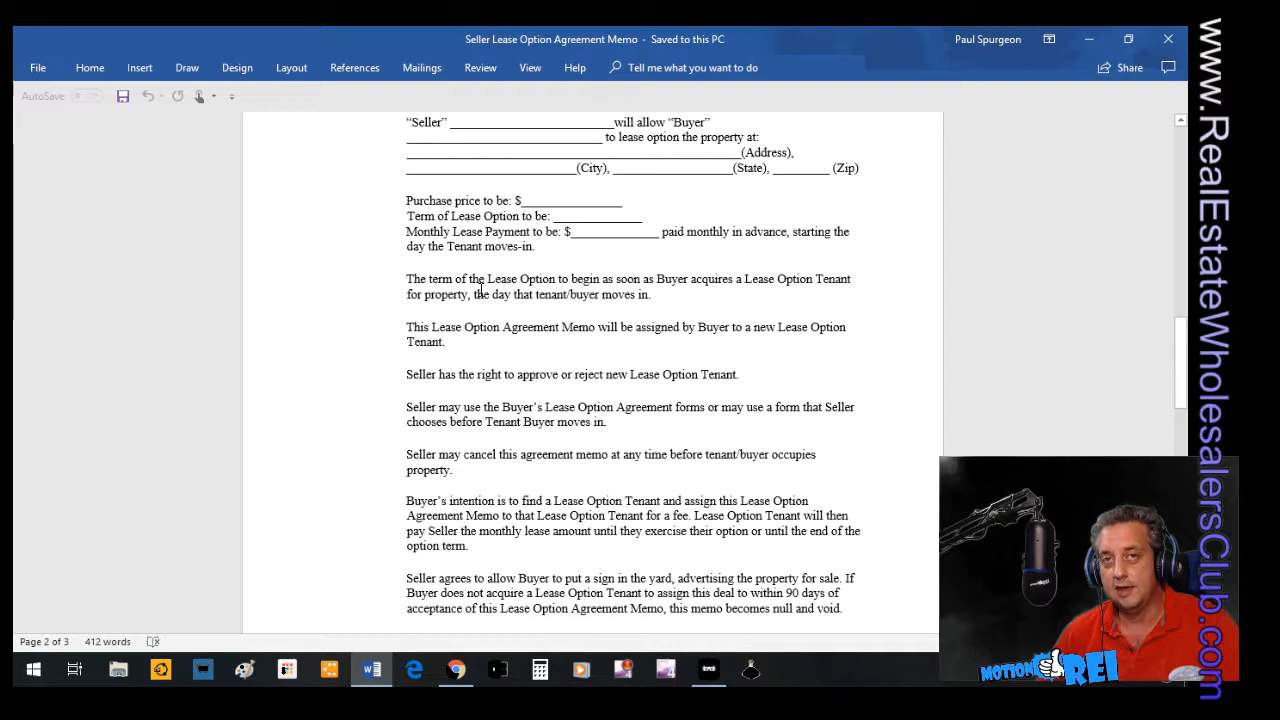 Seller Lease Option Agreement Memo - Saved to this PC
Paul Spurgeon
File Home Insert Draw Design Layout References Mailings Review View Help Tell me what you want to do Share
AutoSave Off
"Seller" ___________________________will allow "Buyer"
________________________________ to lease option the property at:
_______________________________________________________(Address),
____________________________(City), ____________________(State), _________ (Zip)
Purchase price to be: $________________
Term of Lease Option to be: ______________
Monthly Lease Payment to be: $______________ paid monthly in advance, starting the
day the Tenant moves-in.
The term of the Lease Option to begin as soon as Buyer acquires a Lease Option Tenant
for property, the day that tenant/buyer moves in.
This Lease Option Agreement Memo will be assigned by Buyer to a new Lease Option
Tenant.
Seller has the right to approve or reject new Lease Option Tenant.
Seller may use the Buyer's Lease Option Agreement forms or may use a form that Seller
chooses before Tenant Buyer moves in.
Seller may cancel this agreement memo at any time before tenant/buyer occupies
property.
Buyer's intention is to find a Lease Option Tenant and assign this Lease Option
Agreement Memo to that Lease Option Tenant for a fee. Lease Option Tenant will then
pay Seller the monthly lease amount until they exercise their option or until the end of the
option term.
Seller agrees to allow Buyer to put a sign in the yard, advertising the property for sale. If
Buyer does not acquire a Lease Option Tenant to assign this deal to within 90 days of
acceptance of this Lease Option Agreement Memo, this memo becomes null and void.
Page 2 of 3 412 words
MOTION REI
www.RealEstateWholesalersClub.com